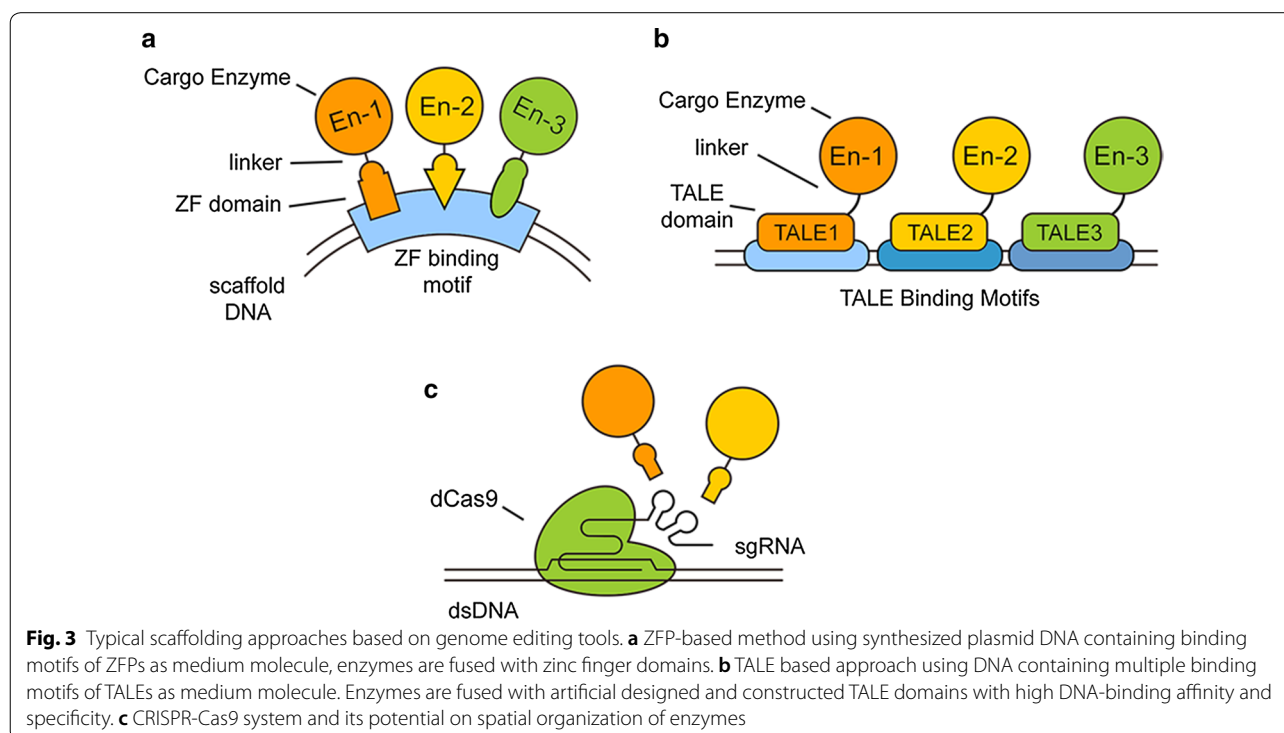 a
Cargo Enzyme
En-1
En-2
En-3
linker
ZF domain
ZF binding
motif
scaffold
DNA
b
Cargo Enzyme
linker
En-1
En-2
En-3
TALE
domain
TALE1
TALE2
TALE3
TALE Binding Motifs
c
dCas9
sgRNA
dsDNA
Fig. 3 Typical scaffolding approaches based on genome editing tools. a ZFP-based method using synthesized plasmid DNA containing binding
motifs of ZFPs as medium molecule, enzymes are fused with zinc finger domains. b TALE based approach using DNA containing multiple binding
motifs of TALEs as medium molecule. Enzymes are fused with artificial designed and constructed TALE domains with high DNA-binding affinity and
specificity. c CRISPR-Cas9 system and its potential on spatial organization of enzymes